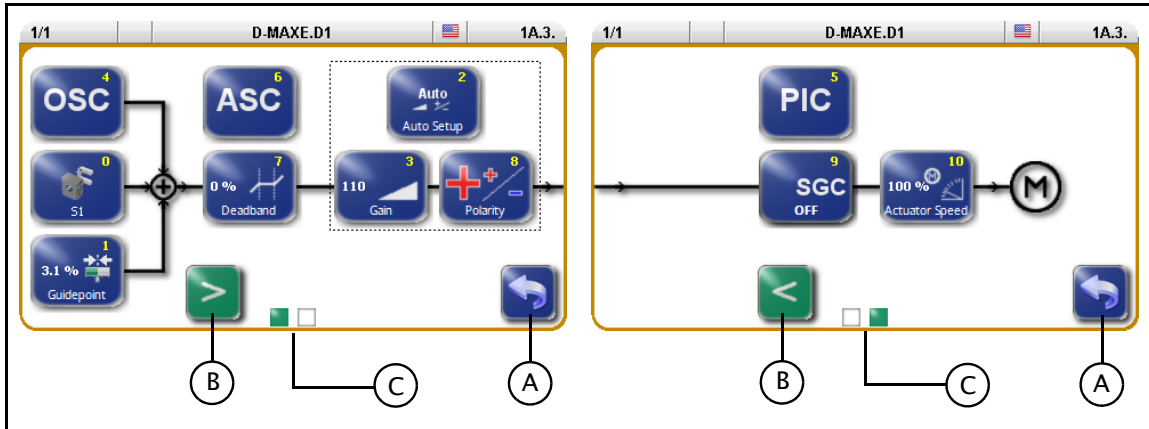 1/1 D-MAXE.D1 1A.3.
4
OSC
6
ASC
2
Auto
Auto Setup
0
S1
7
0 %
Deadband
3
110
Gain
8
Polarity
1
3.1 %
Guidepoint
>
B
C
A
1/1 D-MAXE.D1 1A.3.
5
PIC
9
SGC
OFF
10
M
100 %
Actuator Speed
M
<
B
C
A